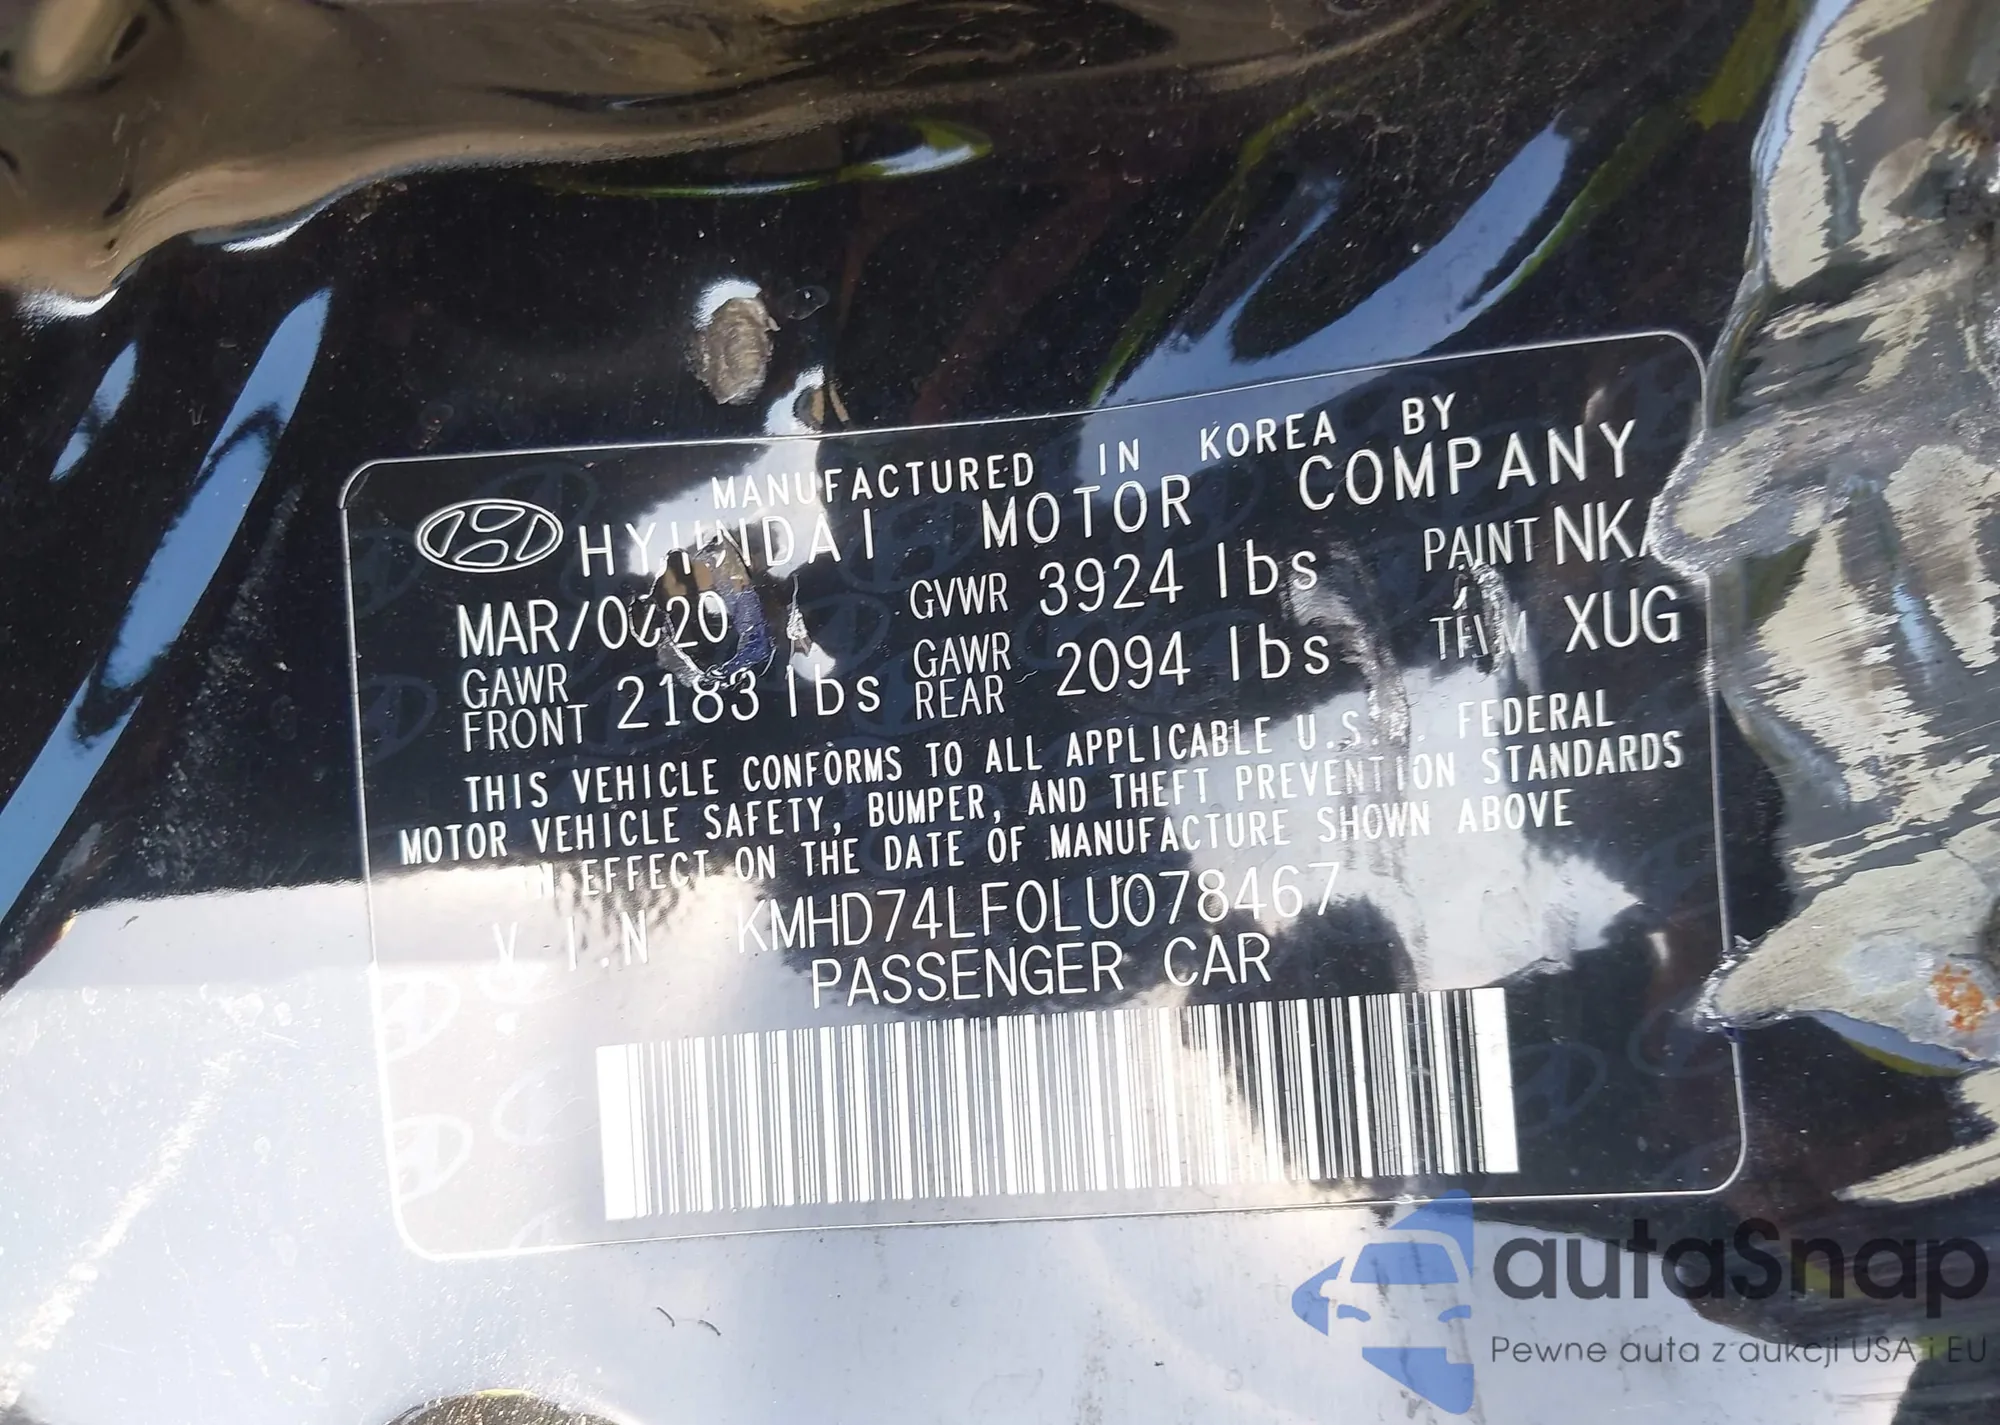 MANUFACTURED IN KOREA BY
HYUNDAI MOTOR COMPANY
GVWR 3924 lbs PAINT
GAWR FRONT 2183 lbs GAWR REAR 2094 lbs TRIM XUG
THIS VEHICLE CONFORMS TO ALL APPLICABLE U.S.A. FEDERAL
MOTOR VEHICLE SAFETY, BUMPER, AND THEFT PREVENTION STANDARDS
IN EFFECT ON THE DATE OF MANUFACTURE SHOWN ABOVE
V.I.N KMHD74LF0LU078467
PASSENGER CAR
autaSnap
Pewne auta z aukcji USA i EU